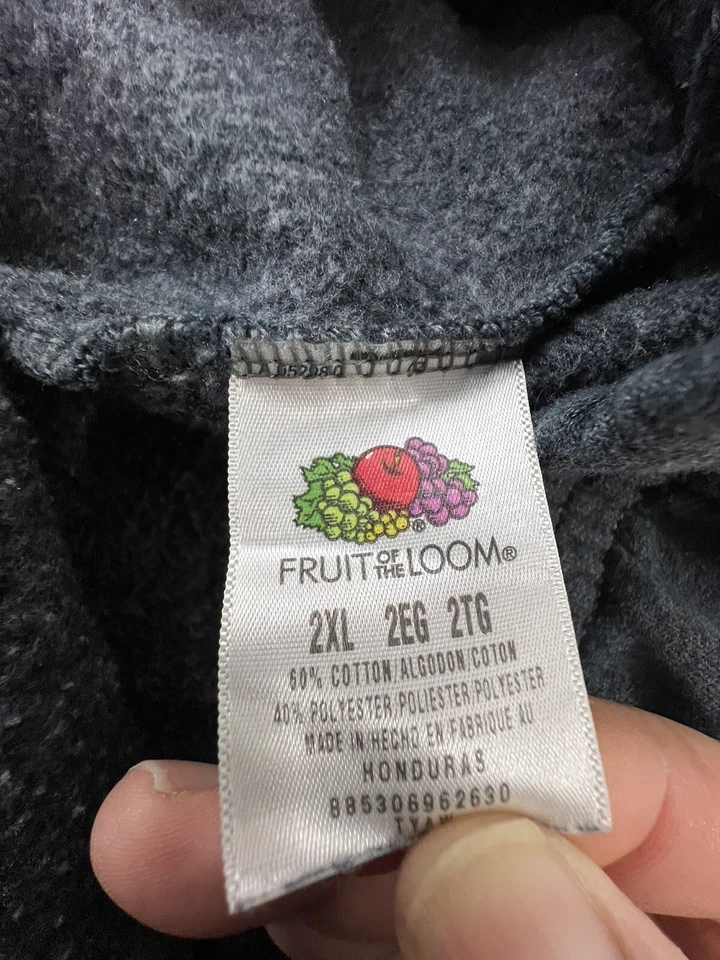 ®
FRUIT OF THE LOOM®
2XL 2EG 2TG
60% COTTON/ALGODON/COTON
40% POLYESTER/POLIESTER/POLYESTER
MADE IN/HECHO EN/FABRIQUE AU
HONDURAS
885306962630